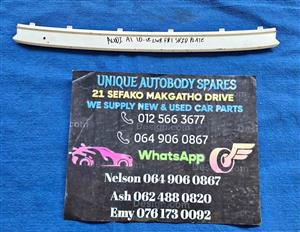 AUDI A1 10-15 LWR FRT SKID PLATE
UNIQUE AUTOBODY SPARES
21 SEFAKO MAKGATHO DRIVE
WE SUPPLY NEW & USED CAR PARTS
012 566 3677
064 906 0867
WhatsApp
Nelson 064 906 0867
Ash 062 488 0820
Emy 076 173 0092